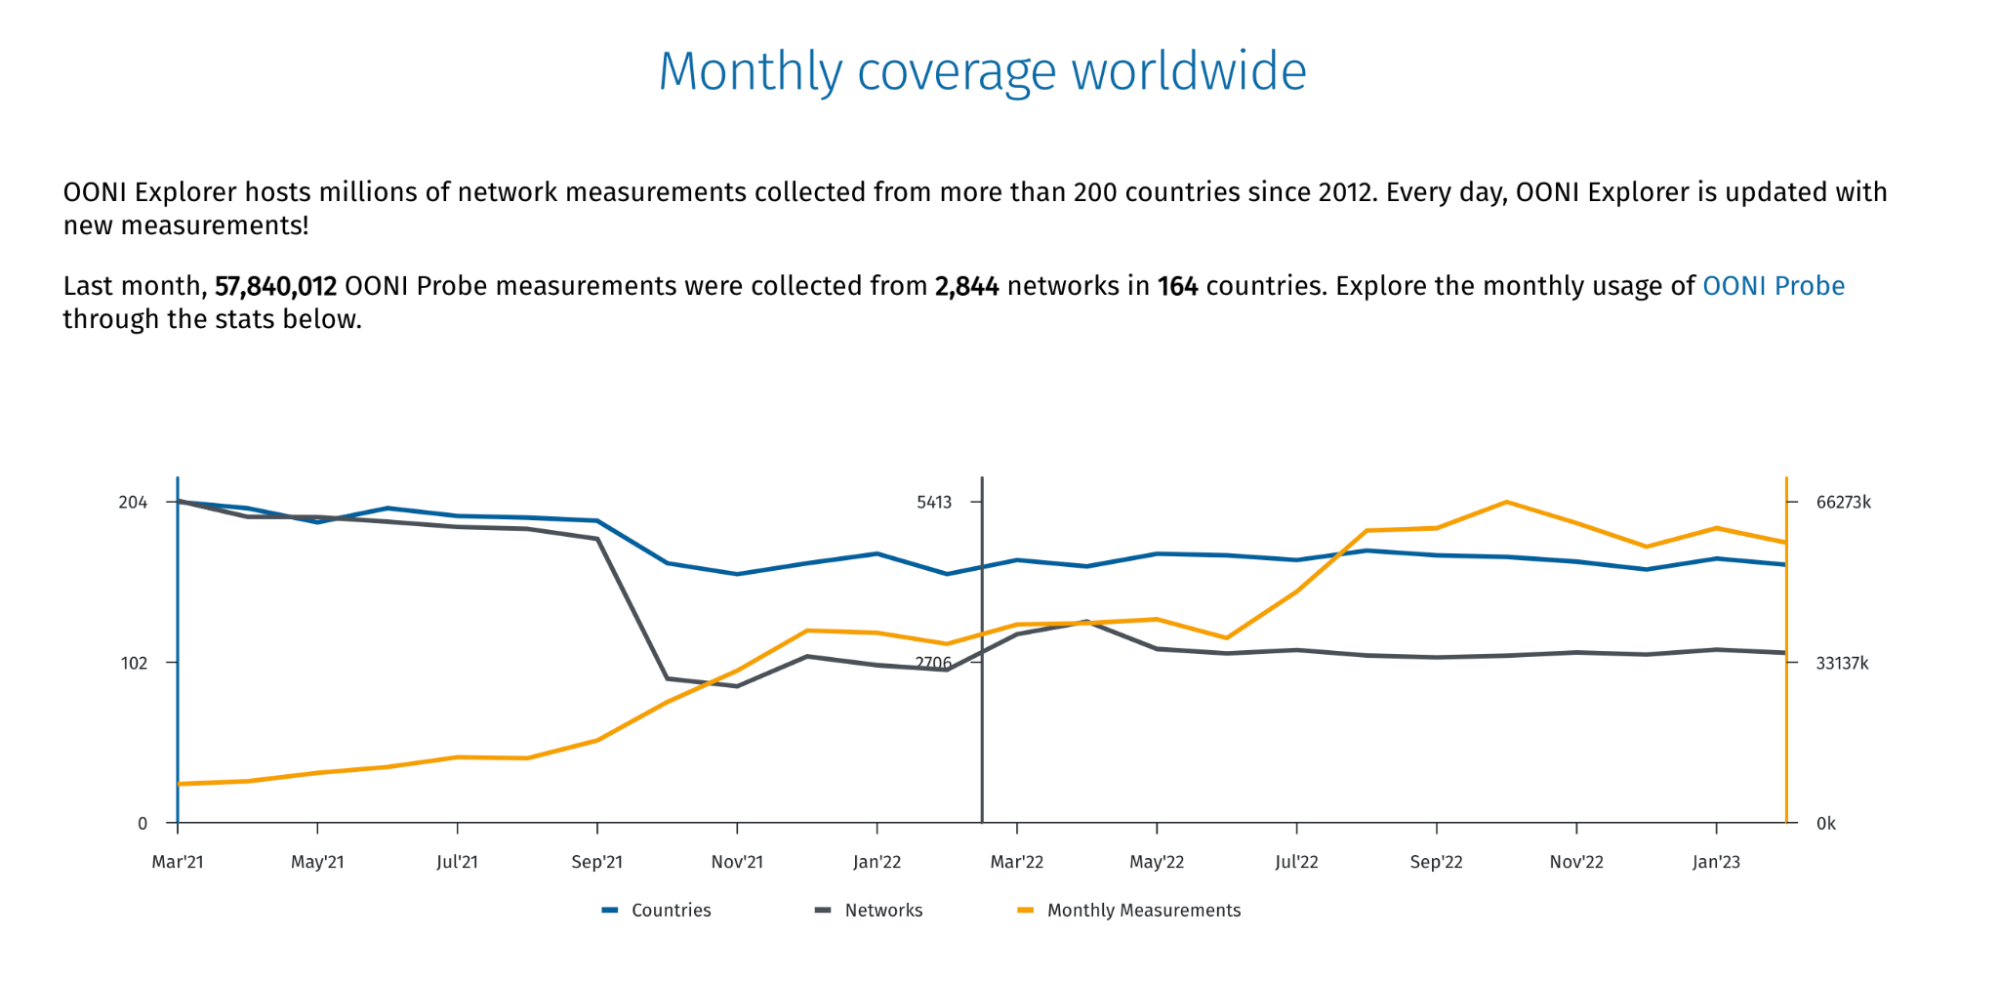 Monthly coverage worldwide
OONI Explorer hosts millions of network measurements collected from more than 200 countries since 2012. Every day, OONI Explorer is updated with
new measurements!
Last month, 57,840,012 OONI Probe measurements were collected from 2,844 networks in 164 countries. Explore the monthly usage of OONI Probe
through the stats below.
204
5413
66273k
102
2706
33137k
0
0k
Mar'21 May'21 Jul'21 Sep'21 Nov'21 Jan'22 Mar'22 May'22 Jul'22 Sep'22 Nov'22 Jan'23
Countries Networks Monthly Measurements